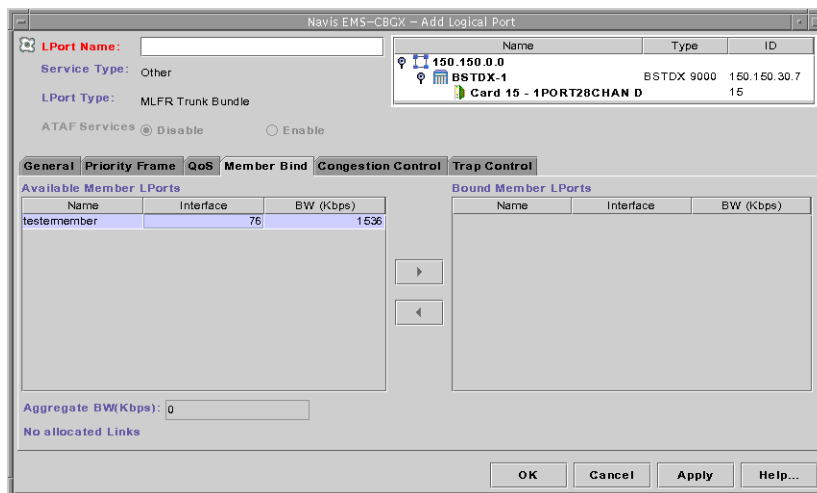 Navis EMS-CBGX – Add Logical Port
LPort Name:
Service Type: Other
LPort Type: MLFR Trunk Bundle
ATAF Services Disable Enable
Name Type ID
150.150.0.0
BSTDX-1 BSTDX 9000 150.150.30.7
Card 15 - 1PORT28CHAN D 15
General Priority Frame QoS Member Bind Congestion Control Trap Control
Available Member LPorts
Name Interface BW (Kbps)
testermember 76 1536
Bound Member LPorts
Name Interface BW (Kbps)
Aggregate BW(Kbps): 0
No allocated Links
OK Cancel Apply Help...